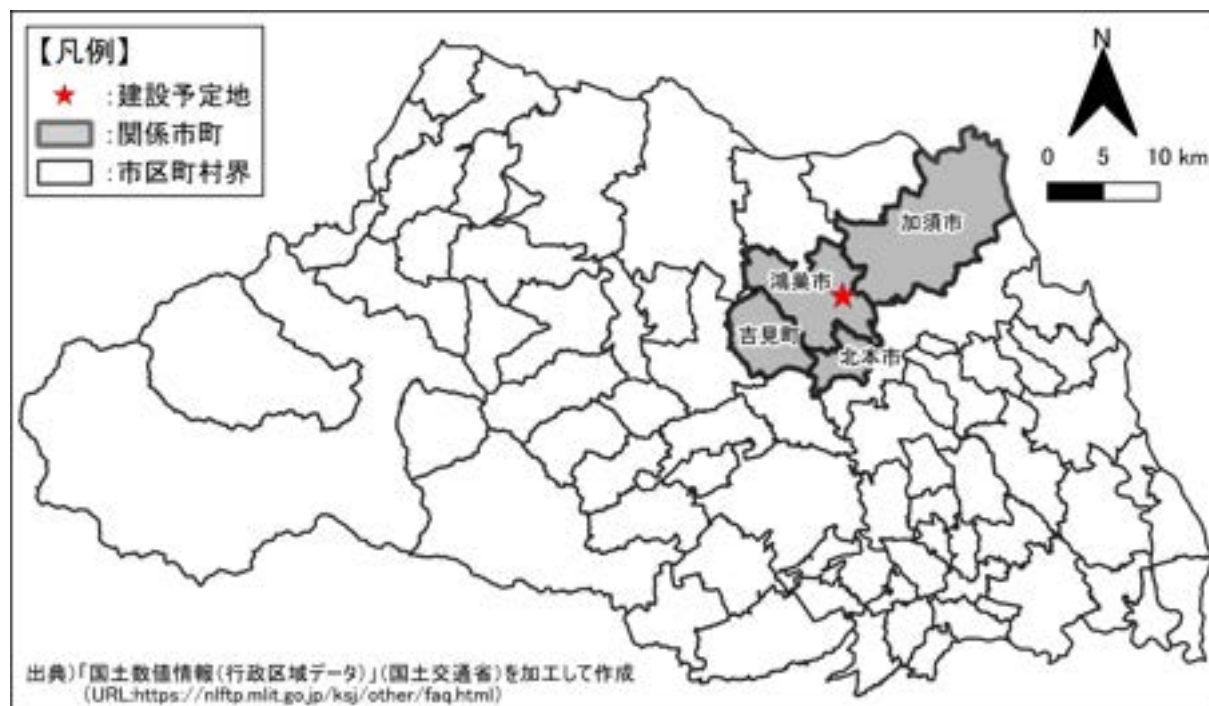 【凡例】
★ :建設予定地
:関係市町
:市区町村界
N
0 5 10 km
加須市
鴻巣市
吉見町
北本市
出典)「国土数値情報(行政区域データ)」(国土交通省)を加工して作成
(URL:https://nlftp.mlit.go.jp/ksj/other/faq.html)